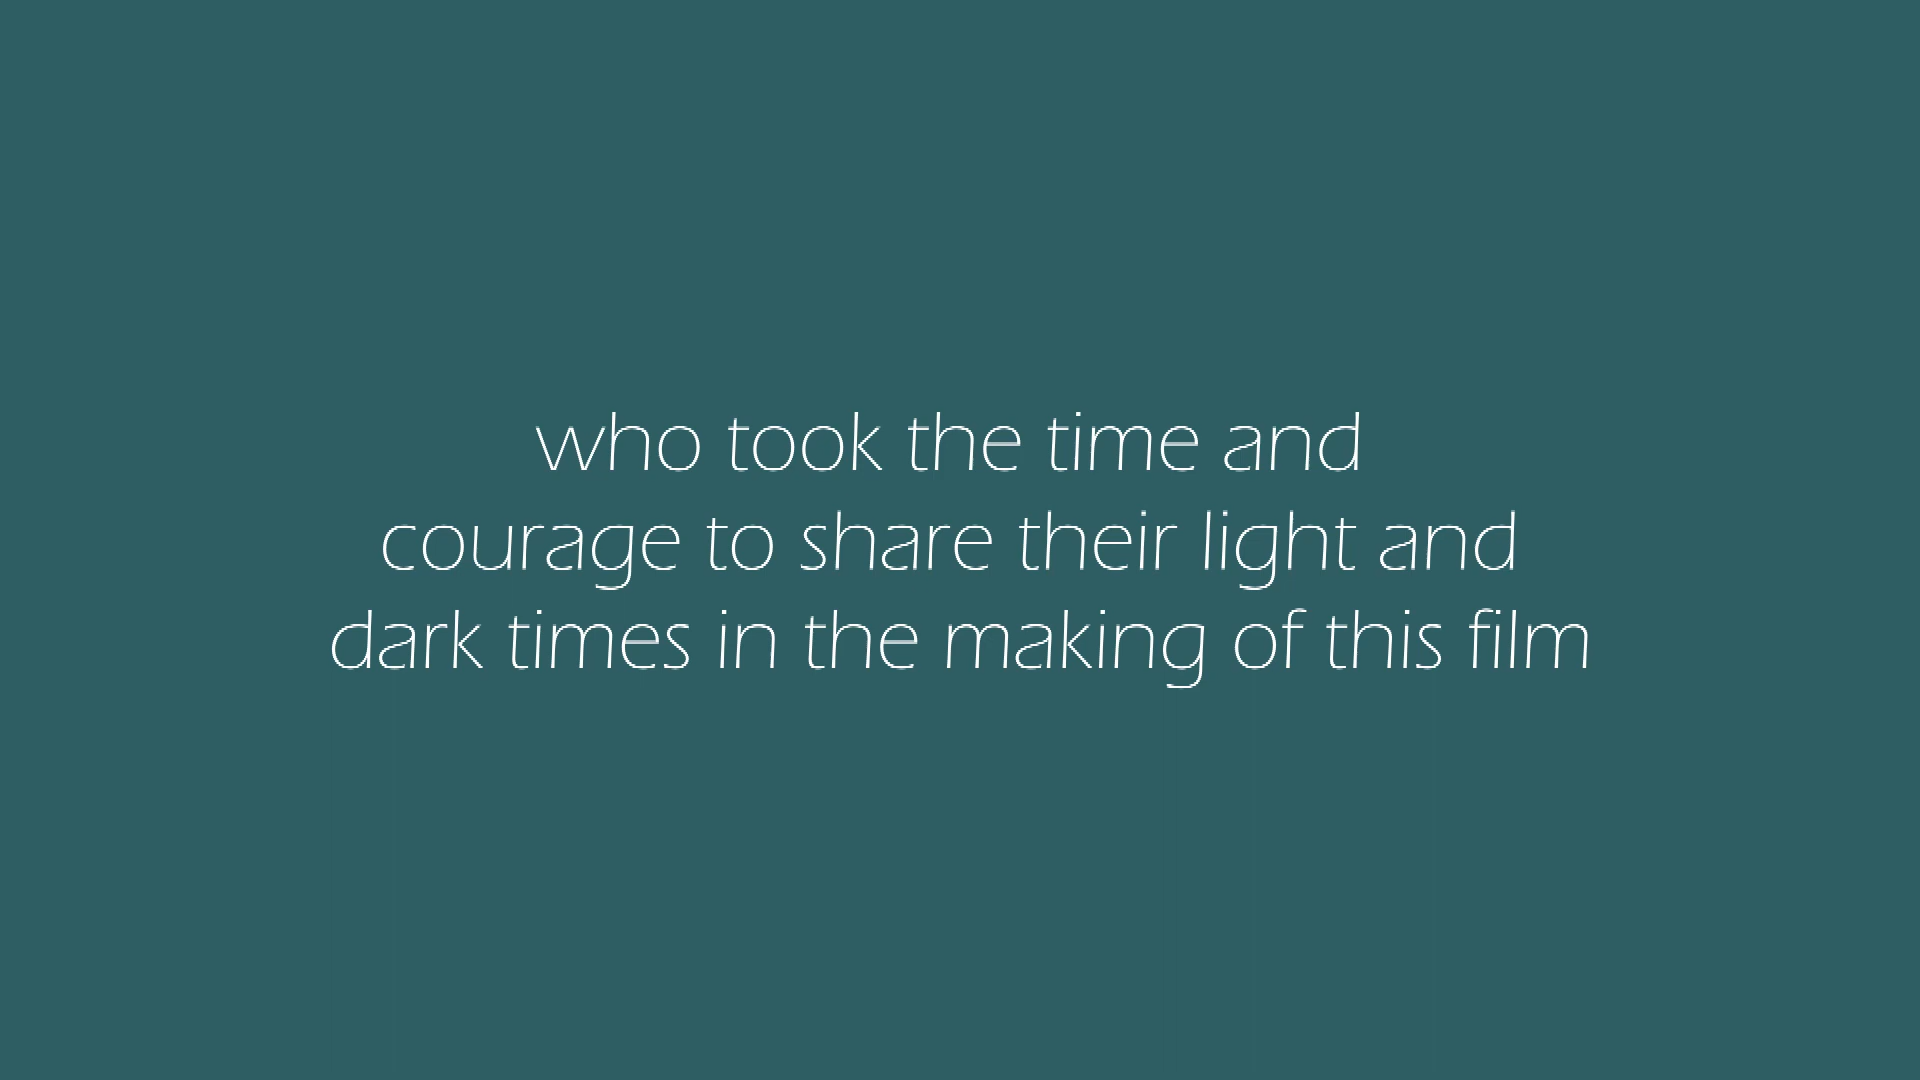 who took the time and
courage to share their light and
dark times in the making of this film